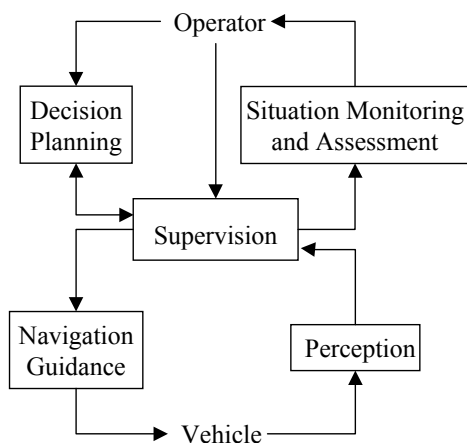 Operator
Decision
Planning
Situation Monitoring
and Assessment
Supervision
Navigation
Guidance
Perception
Vehicle